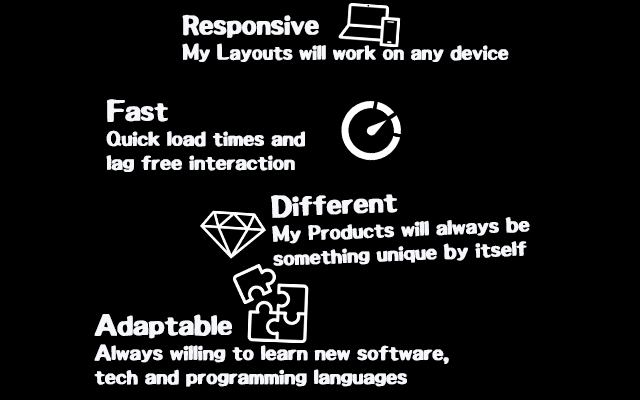 Responsive
My Layouts will work on any device
Fast
Quick load times and
lag free interaction
Different
My Products will always be
something unique by itself
Adaptable
Always willing to learn new software,
tech and programming languages